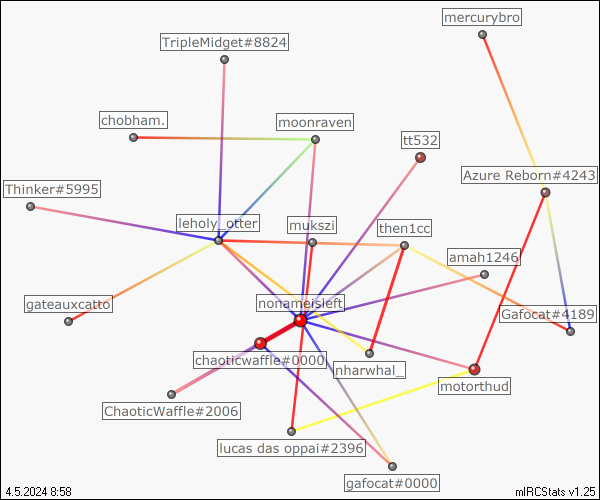 mercurybro
TripleMidget#8824
chobham.
moonraven
tt532
Thinker#5995
Azure Reborn#4243
leholy_otter
mukszi
then1cc
amah1246
gateauxcatto
nonameisleft
Gafocat#4189
chaoticwaffle#0000
nharwhal_
motorthud
ChaoticWaffle#2006
lucas das oppai#2396
gafocat#0000
4.5.2024 8:58
mIRCStats v1.25